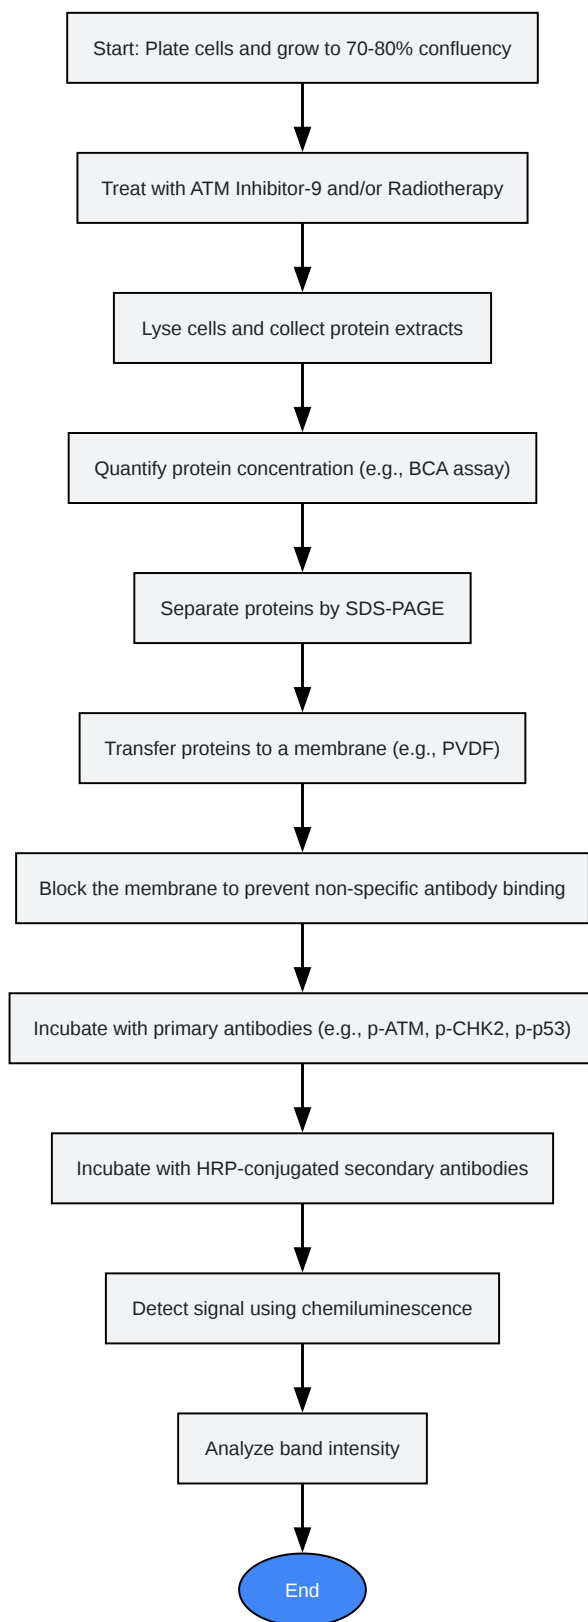 Start: Plate cells and grow to 70-80% confluency
Treat with ATM Inhibitor-9 and/or Radiotherapy
Lyse cells and collect protein extracts
Quantify protein concentration (e.g., BCA assay)
Separate proteins by SDS-PAGE
Transfer proteins to a membrane (e.g., PVDF)
Block the membrane to prevent non-specific antibody binding
Incubate with primary antibodies (e.g., p-ATM, p-CHK2, p-p53)
Incubate with HRP-conjugated secondary antibodies
Detect signal using chemiluminescence
Analyze band intensity
End